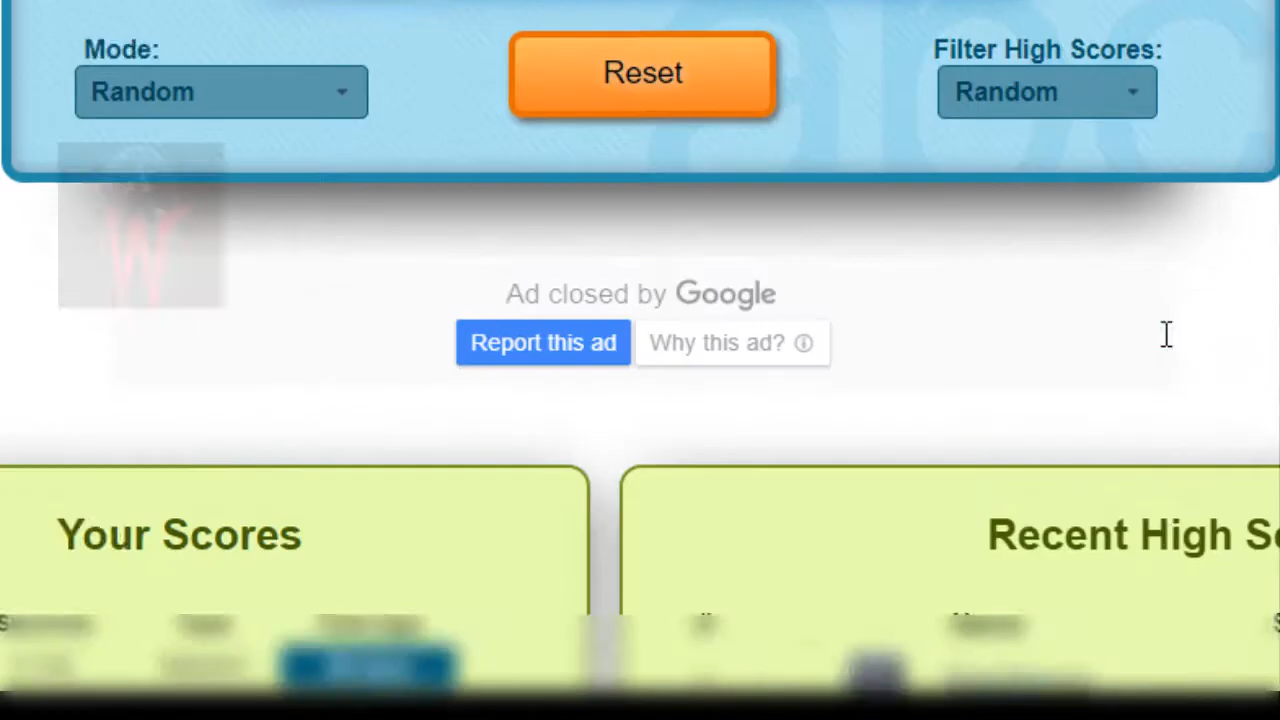 Mode:
Random
Reset
Filter High Scores:
Random
abc
W
Ad closed by Google
Report this ad
Why this ad?
Your Scores
Recent High Sc